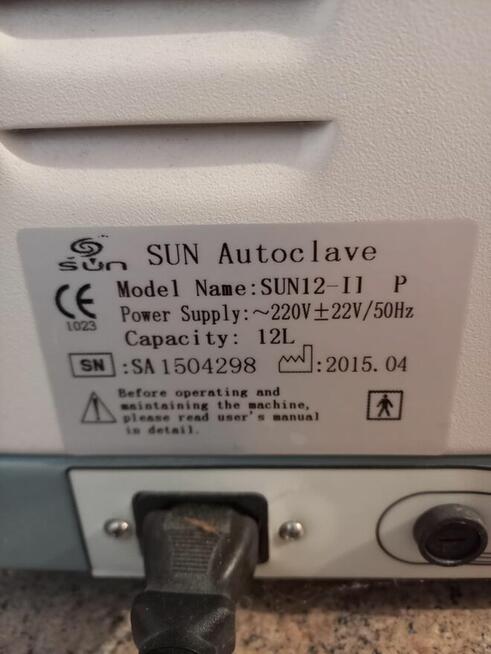 sun
SUN Autoclave
Model Name:SUN12-II P
CE
1023
Power Supply:~220V±22V/50Hz
Capacity: 12L
SN :SA1504298 :2015.04
Before operating and
maintaining the machine,
please read user's manual
in detail.